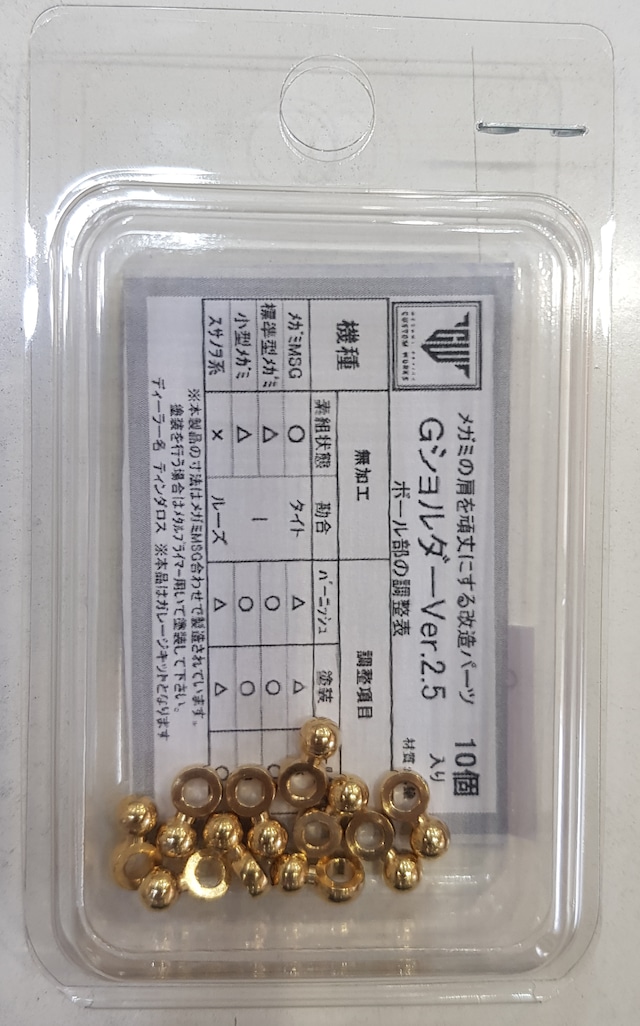 CUSTOM WORKS
メガミの肩を頑丈にする改造パーツ 10個
GショルダーVer.2.5 入り
ボール部の調整表 材質
機種 無加工 調整項目
素組状態 勘合 バーニッシュ 塗装
メガミMSG ○ タイト △ △
標準型メガミ △ ー ○ ○
小型メガミ △ ○ ○
スサノヲ系 × ルーズ △ △
※本製品の寸法はメガミMSG合わせで製造されています。
塗装を行う場合はメタルプライマー用いて塗装して下さい。
ディーラー名 ティンダロス ※本品はガレージキットとなります